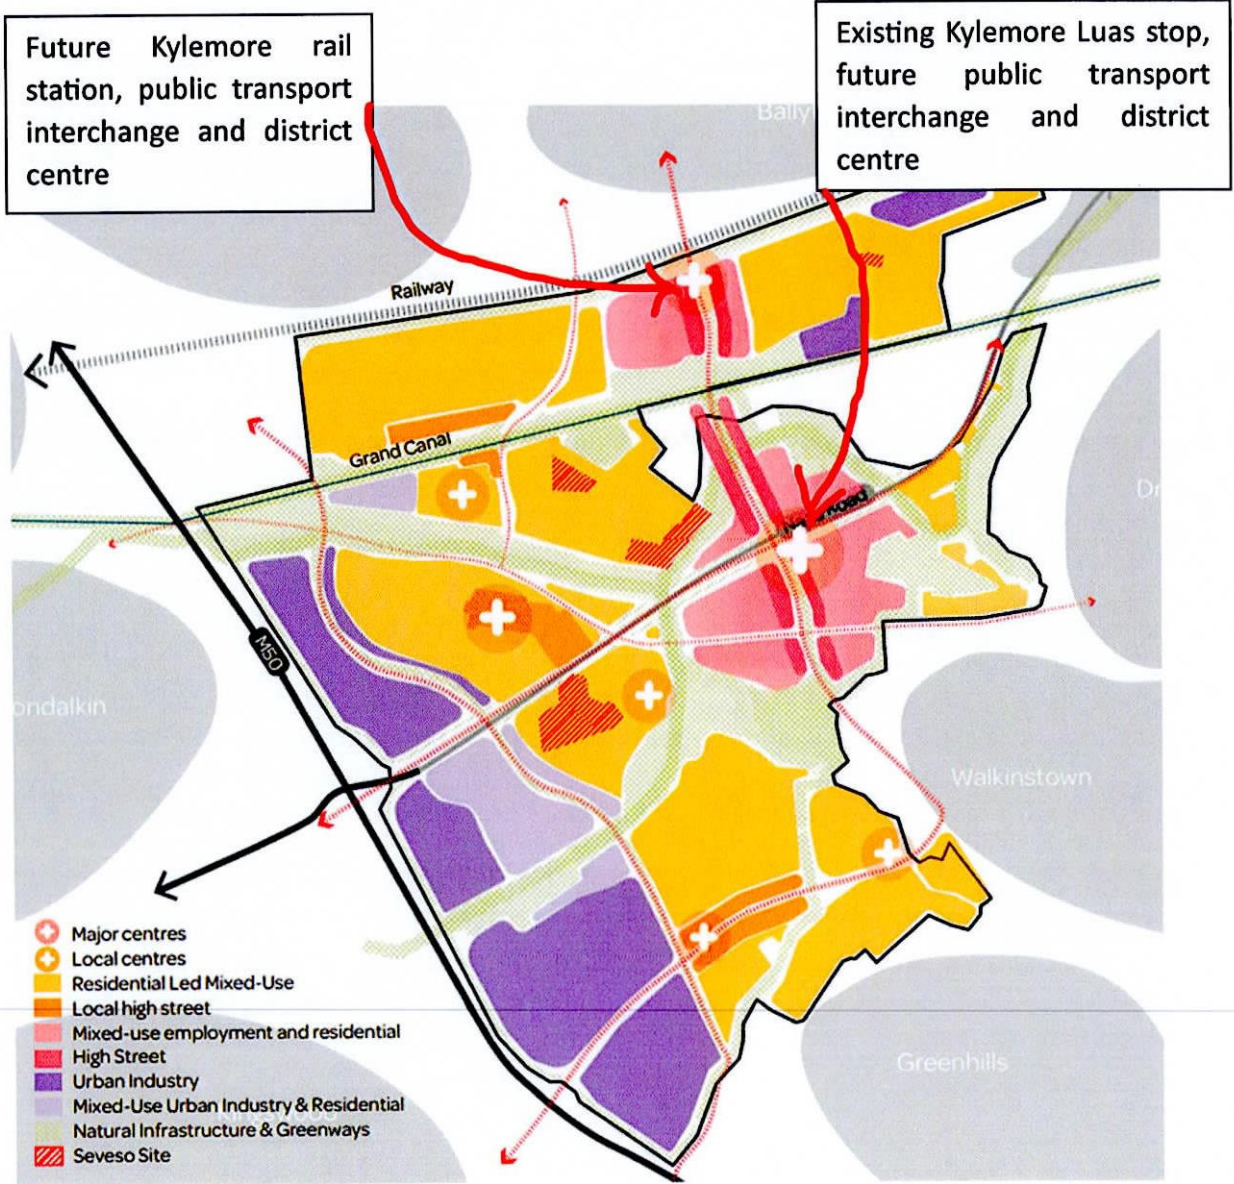 Future Kylemore rail
station, public transport
interchange and district
centre
Existing Kylemore Luas stop,
future public transport
interchange and district
centre
Bally
Railway
Grand Canal
Road
Dr
M50
ondalkin
Walkinstown
Greenhills
Major centres
Local centres
Residential Led Mixed-Use
Local high street
Mixed-use employment and residential
High Street
Urban Industry
Mixed-Use Urban Industry & Residential
Natural Infrastructure & Greenways
Seveso Site